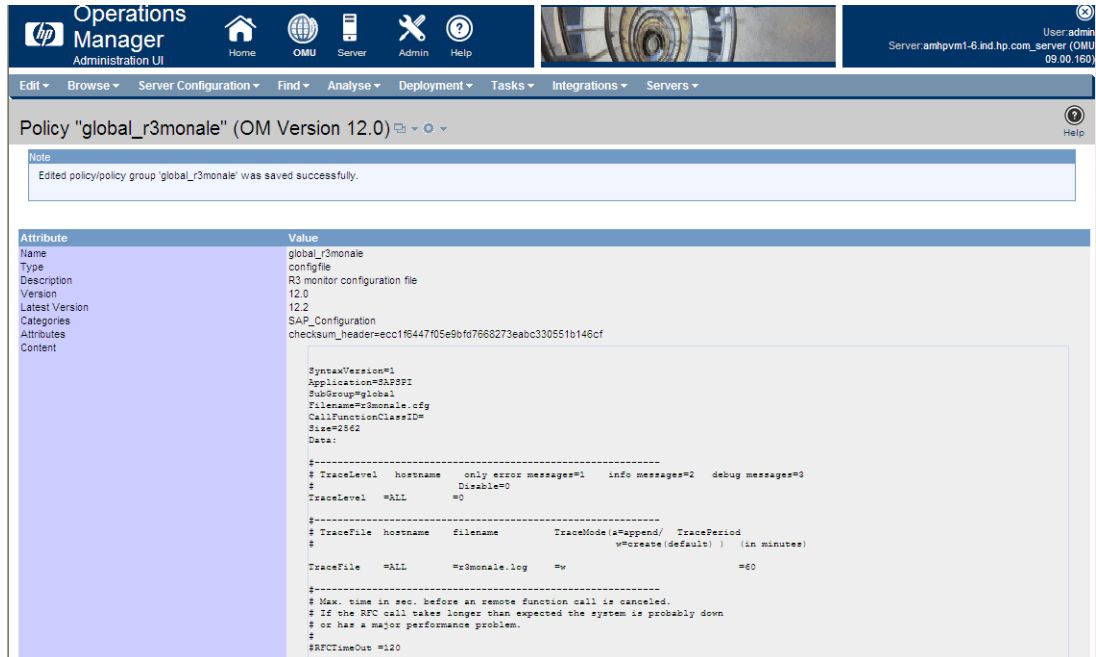 hp Operations Manager
Administration UI
Home OMU Server Admin Help
User:admin
Server:amhpvm1-6.ind.hp.com_server (OMU
09.00.160)
Edit Browse Server Configuration Find Analyse Deployment Tasks Integrations Servers
Policy "global_r3monale" (OM Version 12.0)
Help
Note
Edited policy/policy group 'global_r3monale' was saved successfully.
Attribute Value
Name global_r3monale
Type configfile
Description R3 monitor configuration file
Version 12.0
Latest Version 12.2
Categories SAP_Configuration
Attributes checksum_header=ecc1f6447f05e9bfd7668273eabc330551b146cf
Content
SyntaxVersion=1
Application=SAPSPI
SubGroup=global
Filename=r3monale.cfg
CallFunctionClassID=
Size=2562
Data:
#--------------------------------------------------------------
# TraceLevel hostname only error messages=1 info messages=2 debug messages=3
# Disable=0
TraceLevel =ALL =0
#--------------------------------------------------------------
# TraceFile hostname filename TraceMode(a=append/ TracePeriod
# w=create(default) ) (in minutes)
TraceFile =ALL =r3monale.log =w =60
#--------------------------------------------------------------
# Max. time in sec. before an remote function call is canceled.
# If the RFC call takes longer than expected the system is probably down
# or has a major performance problem.
#
#RFCTimeOut =120